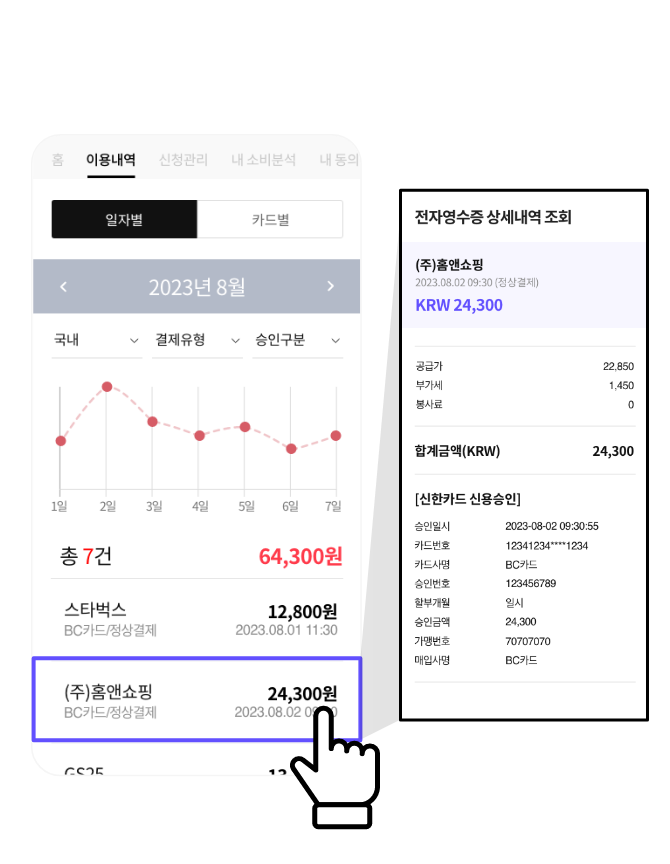 홈 이용내역 신청관리 내 소비분석 내 동의
일자별 카드별
2023년 8월
국내 결제유형 승인구분
1일 2일 3일 4일 5일 6일 7일
총 7건 64,300원
스타벅스 12,800원
BC카드/정상결제 2023.08.01 11:30
(주)홈앤쇼핑 24,300원
BC카드/정상결제 2023.08.02
GS25
전자영수증 상세내역 조회
(주)홈앤쇼핑
2023.08.02 09:30 (정상결제)
KRW 24,300
공급가 22,850
부가세 1,450
봉사료 0
합계금액(KRW) 24,300
[신한카드 신용승인]
승인일시 2023-08-02 09:30:55
카드번호 12341234****1234
카드사명 BC카드
승인번호 123456789
할부개월 일시
승인금액 24,300
가맹번호 70707070
매입사명 BC카드